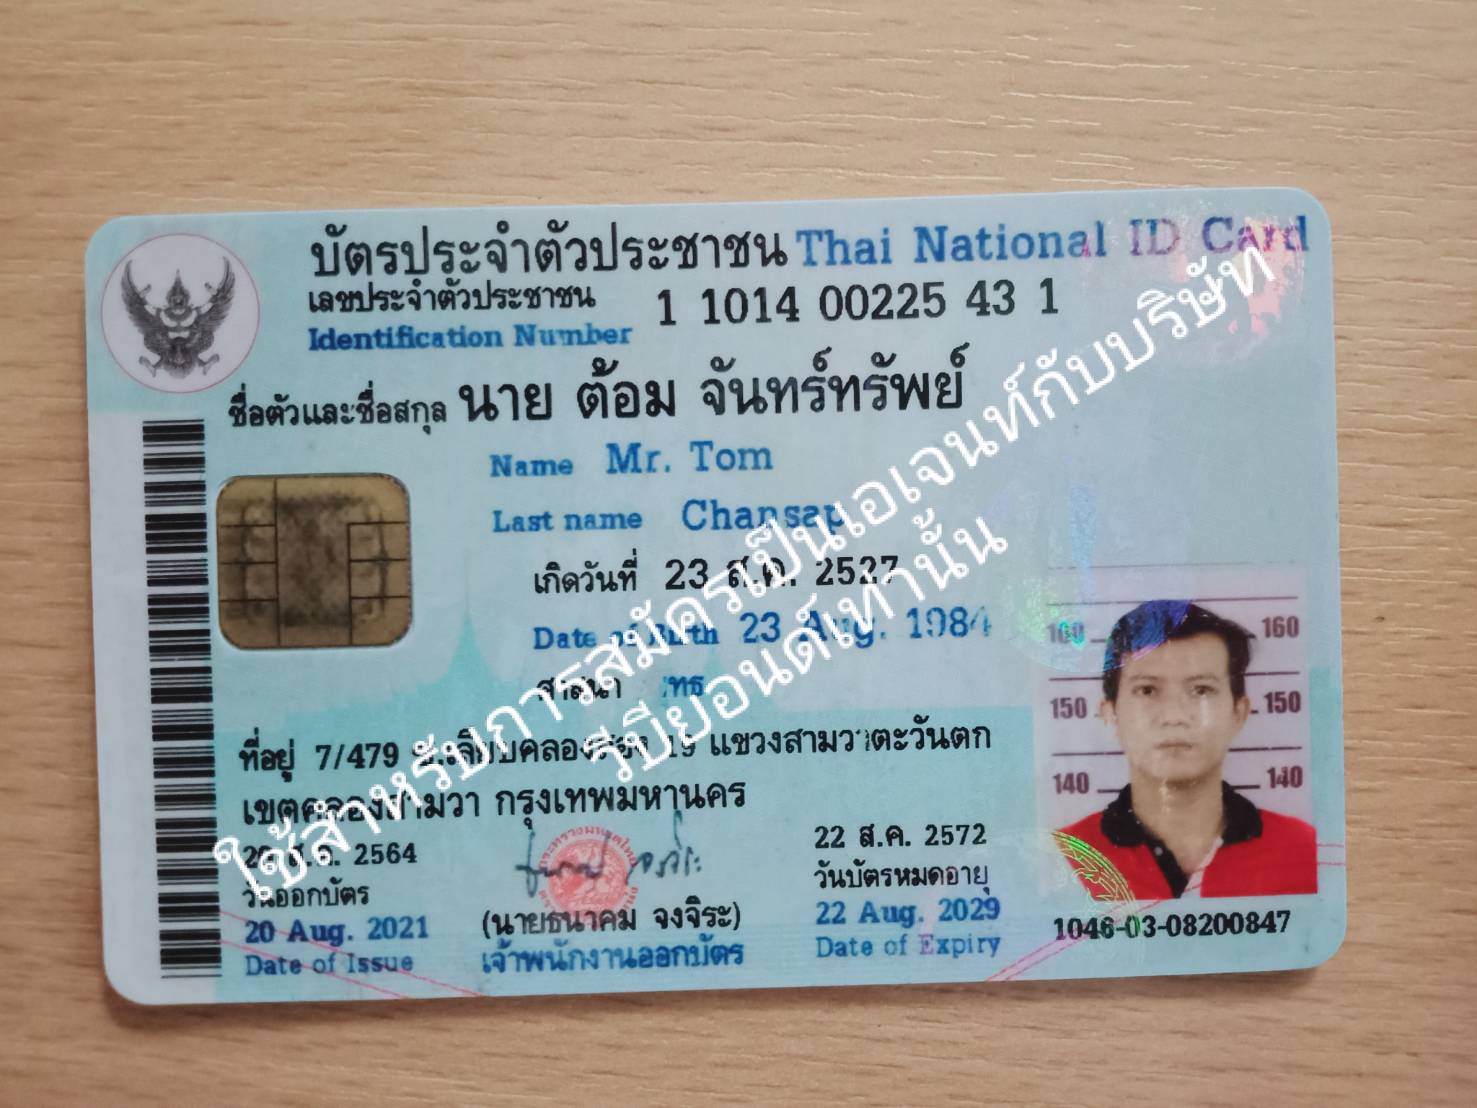 บัตรประจำตัวประชาชน Thai National ID Card
เลขประจำตัวประชาชน 1 1014 00225 43 1
Identification Number
ชื่อตัวและชื่อสกุล นาย ต้อม จันทร์ทรัพย์
Name Mr. Tom
Last name Chansap
เกิดวันที่ 23 ส.ค. 2527
Date of Birth 23 Aug. 1984
ศาสนา
ที่อยู่ 7/479 19 แขวงสามวาตะวันตก
เขตคลองสามวา กรุงเทพมหานคร
20 ส.ค. 2564
วันออกบัตร
20 Aug. 2021
Date of Issue
(นายธนาคม จงจิระ)
เจ้าพนักงานออกบัตร
22 ส.ค. 2572
วันบัตรหมดอายุ
22 Aug. 2029
Date of Expiry
160 160
150 150
140 140
1046-03-08200847
ใช้สำหรับการสมัครเป็นเอเจนท์กับบริษัท
รีบียอนด์เท่านั้น